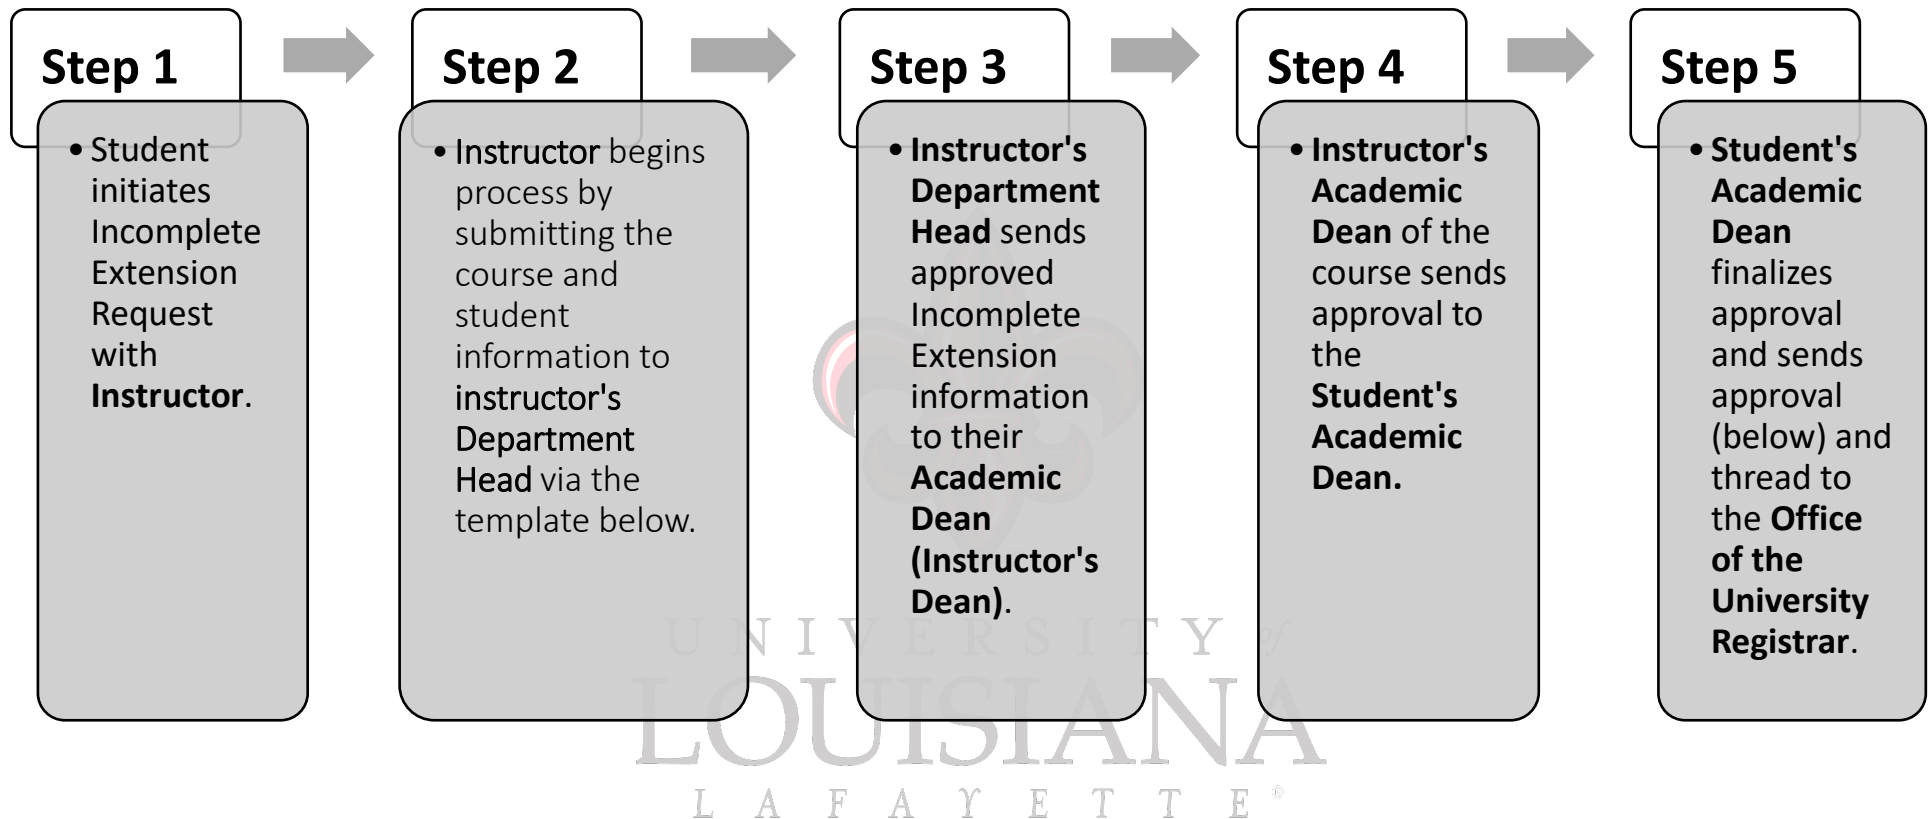 Step 1
• Student
initiates
Incomplete
Extension
Request
with
Instructor.
Step 2
• Instructor begins
process by
submitting the
course and
student
information to
instructor's
Department
Head via the
template below.
Step 3
• Instructor's
Department
Head sends
approved
Incomplete
Extension
information
to their
Academic
Dean
(Instructor's
Dean).
Step 4
• Instructor's
Academic
Dean of the
course sends
approval to
the
Student's
Academic
Dean.
Step 5
• Student's
Academic
Dean
finalizes
approval
and sends
approval
(below) and
thread to
the Office
of the
University
Registrar.
UNIVERSITY of
LOUISIANA
LAFAYETTE©